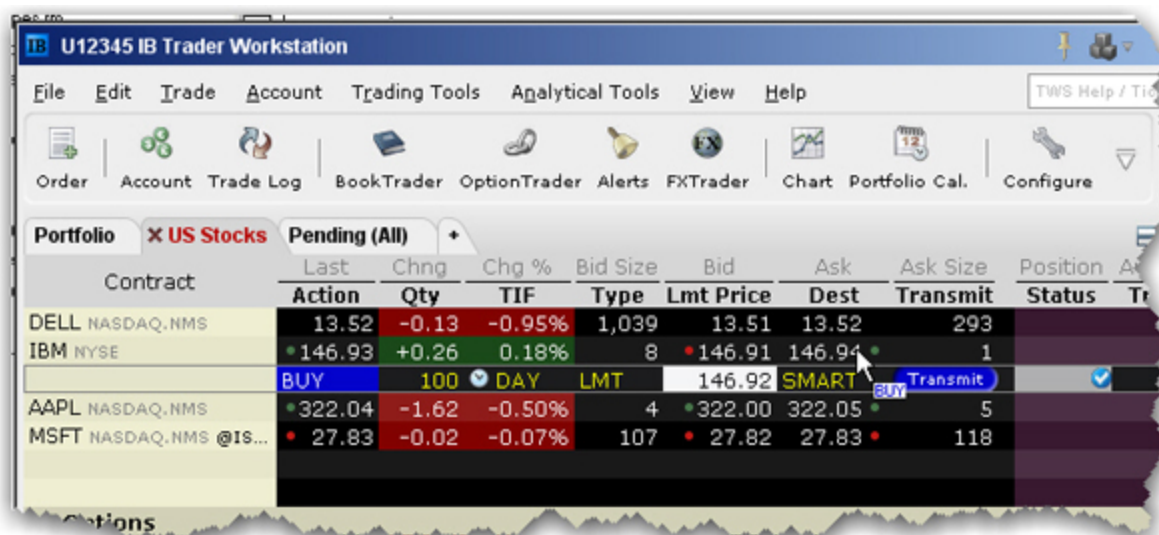 IB U12345 IB Trader Workstation
File Edit Trade Account Trading Tools Analytical Tools View Help TWS Help / Tic
12
FX
Order Account Trade Log BookTrader OptionTrader Alerts FXTrader Chart Portfolio Cal. Configure
Portfolio X US Stocks Pending (All) +
Contract Last Chng Chg % Bid Size Bid Ask Ask Size Position
Action Qty TIF Type Lmt Price Dest Transmit Status Tr
DELL NASDAQ.NMS 13.52 -0.13 -0.95% 1,039 13.51 13.52 293
IBM NYSE 146.93 +0.26 0.18% 8 146.91 146.94 1
BUY 100 DAY LMT 146.92 SMART Transmit
BUY
AAPL NASDAQ.NMS 322.04 -1.62 -0.50% 4 322.00 322.05 5
MSFT NASDAQ.NMS @IS... 27.83 -0.02 -0.07% 107 27.82 27.83 118